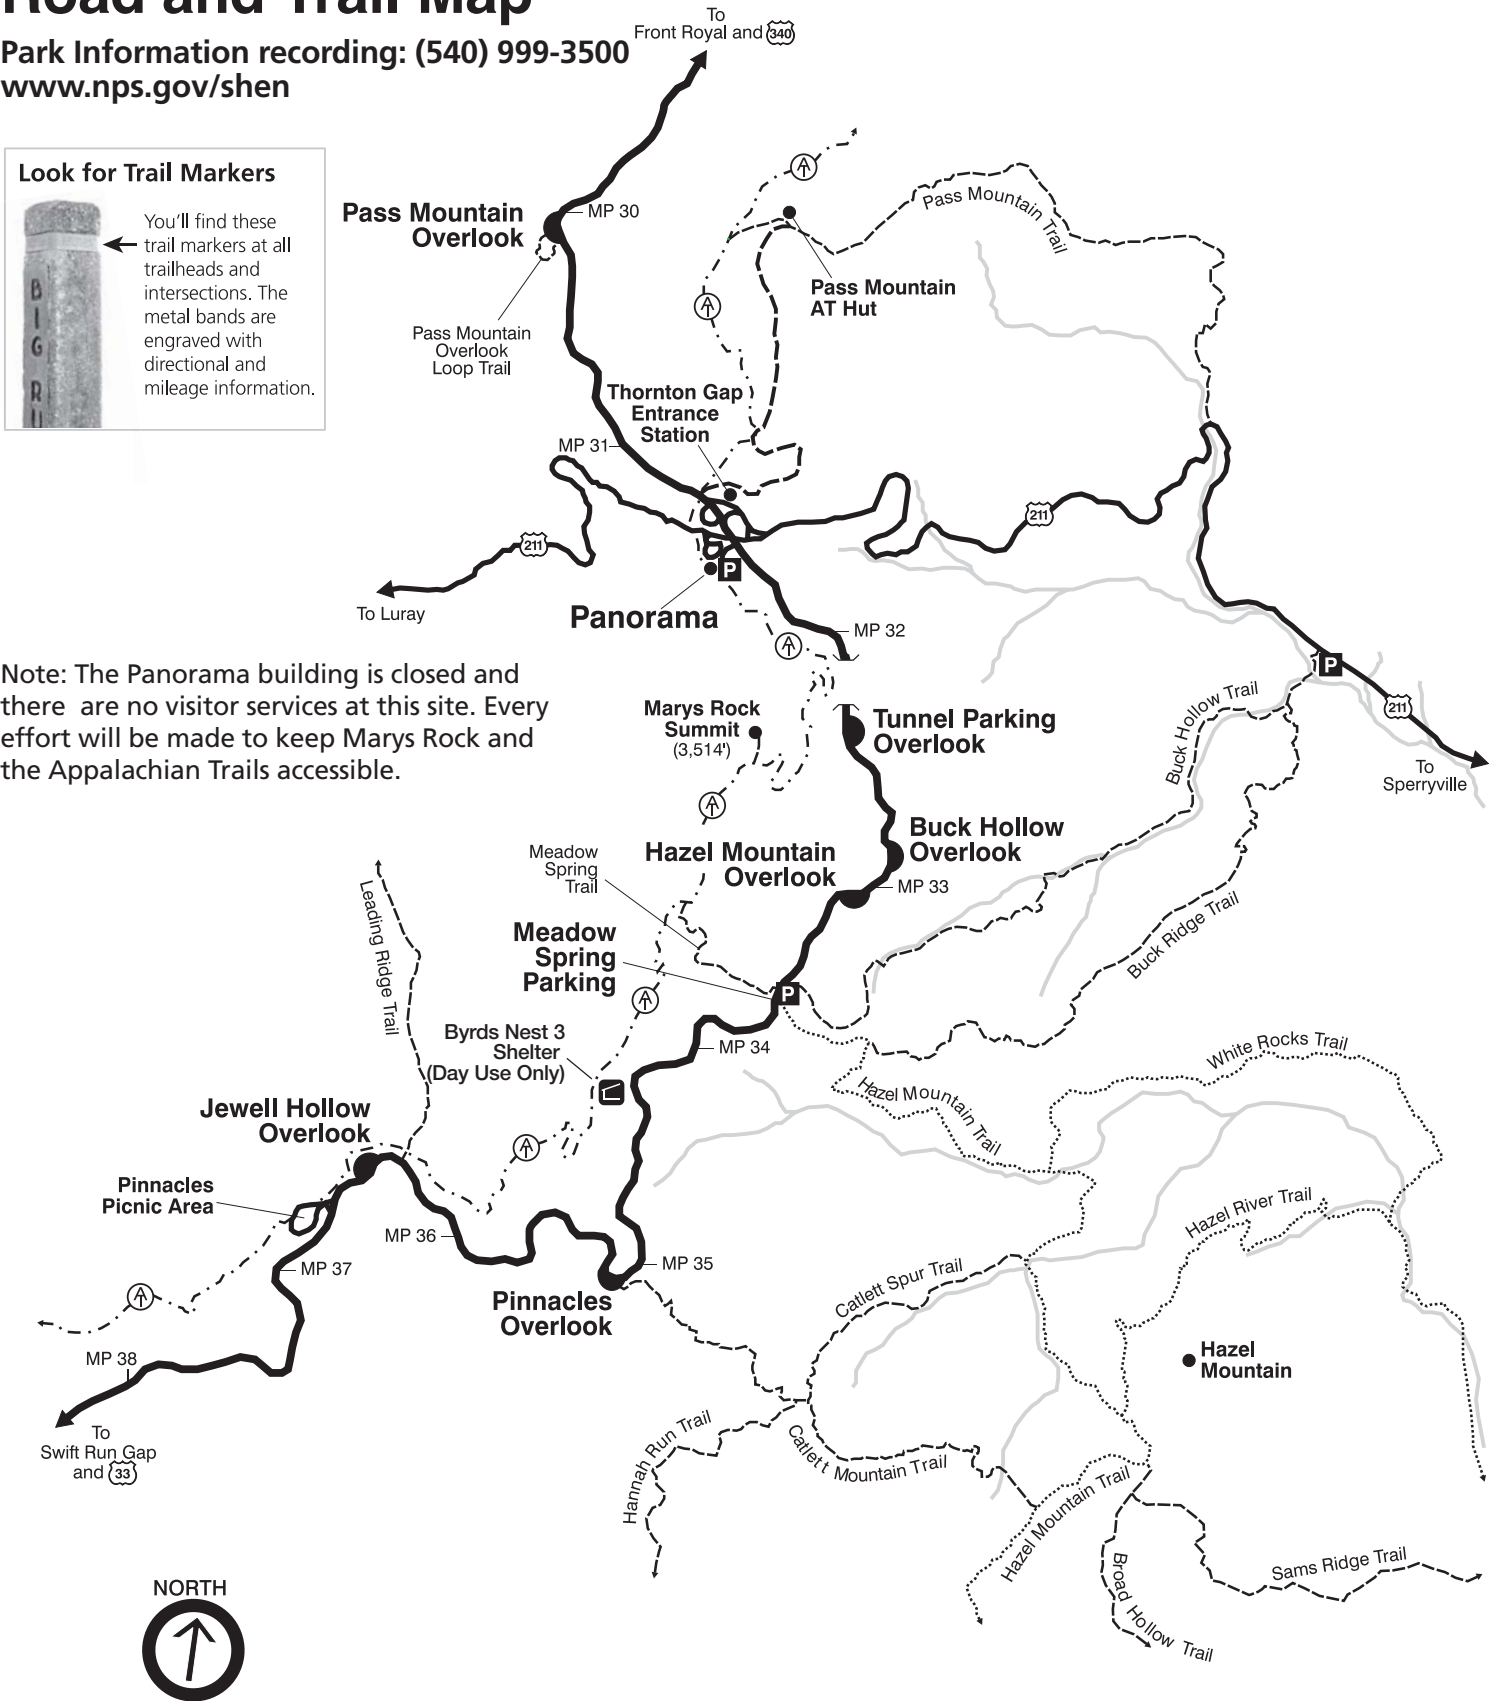 Road and Trail Map
Park Information recording: (540) 999-3500
www.nps.gov/shen
Look for Trail Markers
You'll find these
trail markers at all
trailheads and
intersections. The
metal bands are
engraved with
directional and
mileage information.
B
I
G
R
U
To
Front Royal and 340
Pass Mountain
Overlook
MP 30
Pass Mountain
Overlook
Loop Trail
Pass Mountain Trail
Pass Mountain
AT Hut
Thornton Gap
Entrance
Station
MP 31
211
211
To Luray
P
Panorama
MP 32
Note: The Panorama building is closed and
there  are no visitor services at this site. Every
effort will be made to keep Marys Rock and
the Appalachian Trails accessible.
Marys Rock
Summit
(3,514')
Tunnel Parking
Overlook
Buck Hollow Trail
P
211
To
Sperryville
Buck Hollow
Overlook
Hazel Mountain
Overlook
MP 33
Meadow
Spring
Trail
Leading Ridge Trail
Meadow
Spring
Parking
P
Buck Ridge Trail
Byrds Nest 3
Shelter
(Day Use Only)
MP 34
White Rocks Trail
Hazel Mountain Trail
Jewell Hollow
Overlook
Pinnacles
Picnic Area
MP 36
MP 37
MP 35
Hazel River Trail
Catlett Spur Trail
Pinnacles
Overlook
MP 38
To
Swift Run Gap
and 33
Hazel
Mountain
Hannah Run Trail
Catlett Mountain Trail
Hazel Mountain Trail
Broad Hollow Trail
Sams Ridge Trail
NORTH